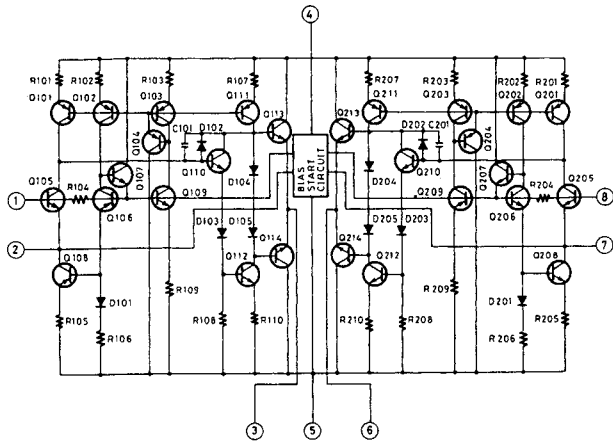 4
R101 R102 R103 R107 R207 R203 R202 R201
Q101 Q102 Q103 Q111 Q113 Q213 Q211 Q203 Q202 Q201
C101 D102 D202 C201
Q104 Q204
Q107 Q110 D104 D204 Q210 Q207
BIAS
START
CIRCUIT
Q105 R104 Q106 Q109 Q209 Q206 R204 Q205
1 8
2 7
D103 D105 D205 D203
Q108 Q112 Q114 Q214 Q212 Q208
D101 R109 R209 D201
R105 R106 R108 R110 R210 R208 R206 R205
3 5 6